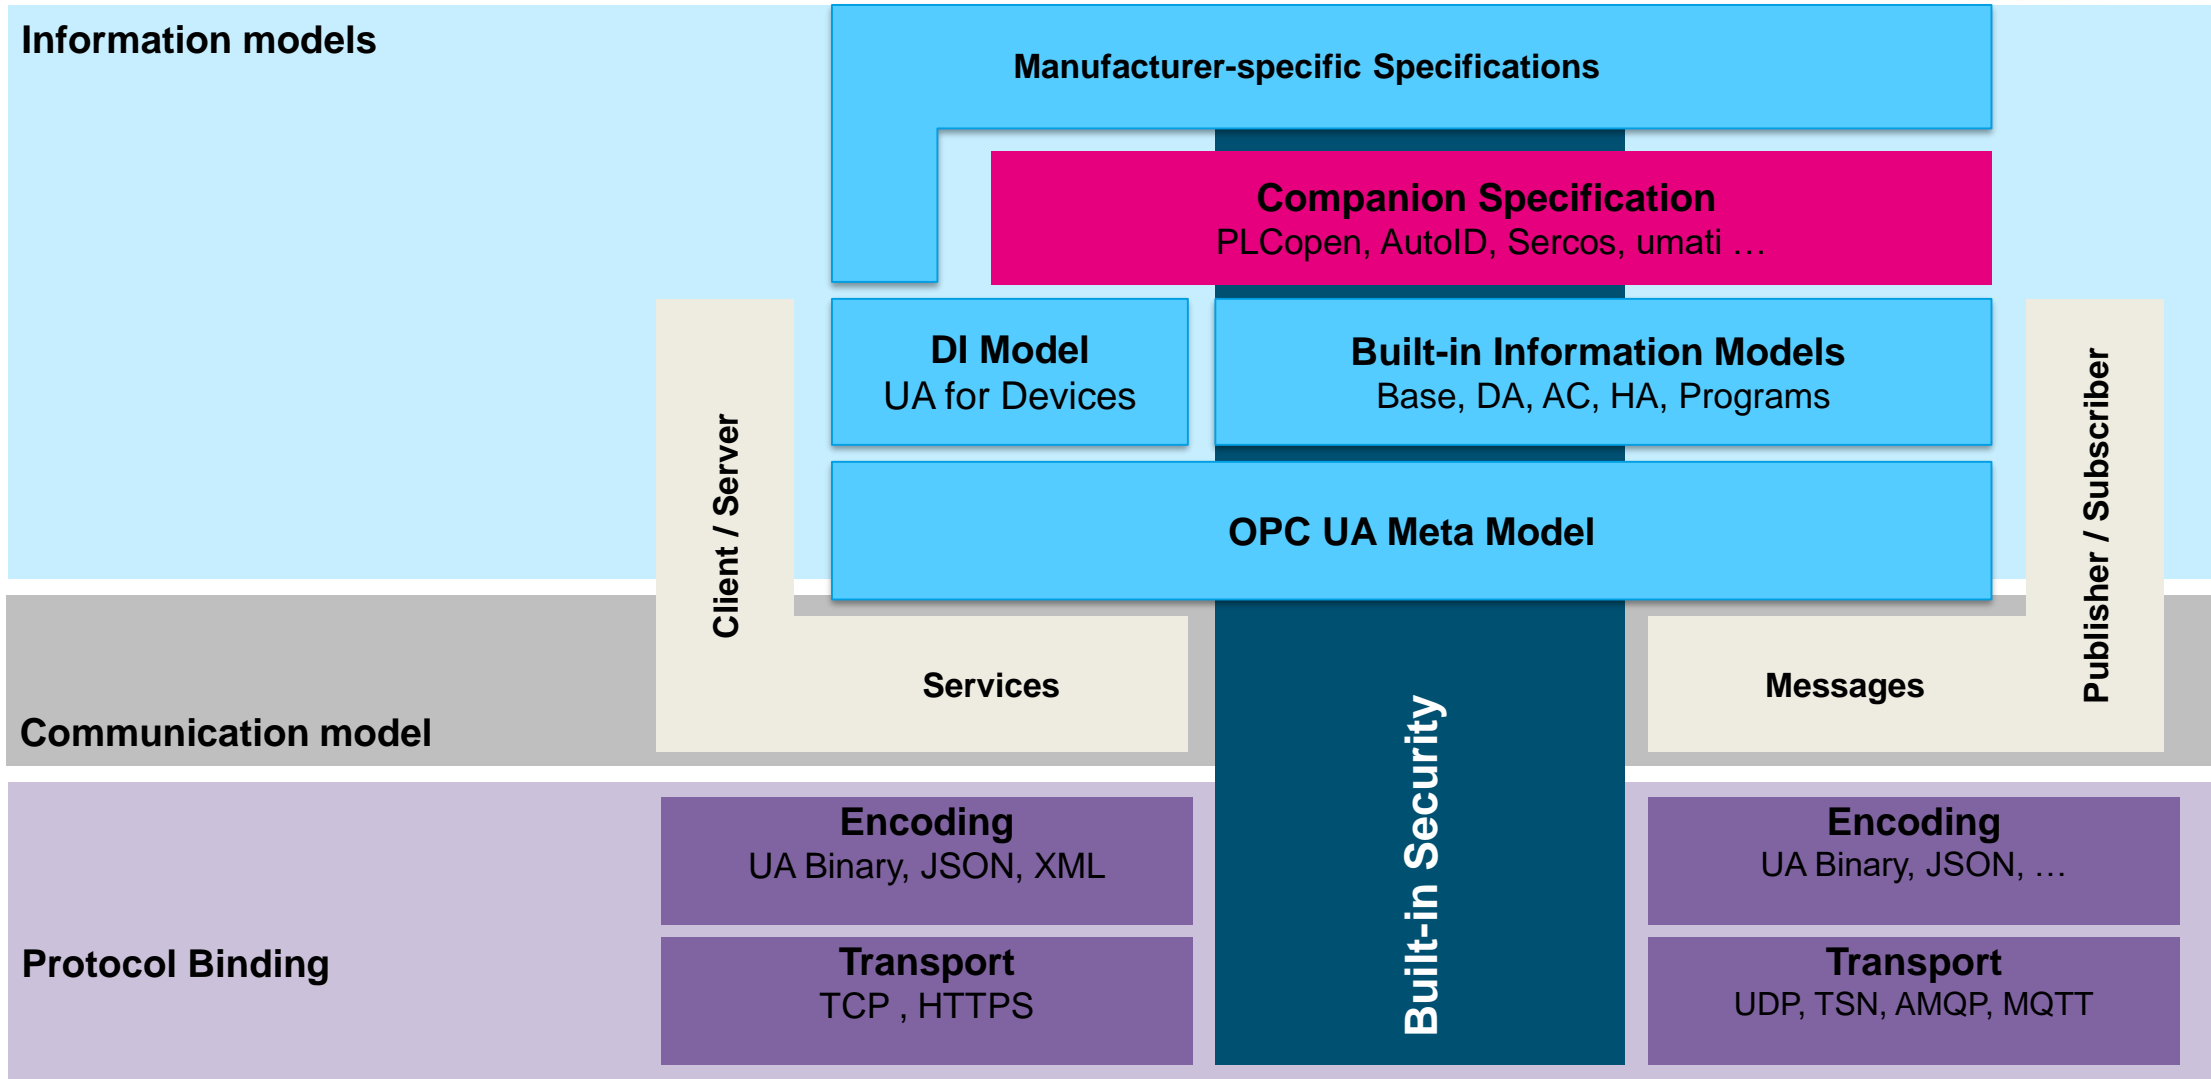 Information models
Manufacturer-specific Specifications
Companion Specification
PLCopen, AutoID, Sercos, umati …
DI Model
UA for Devices
Built-in Information Models
Base, DA, AC, HA, Programs
OPC UA Meta Model
Client / Server
Services
Publisher / Subscriber
Messages
Communication model
Built-in Security
Protocol Binding
Encoding
UA Binary, JSON, XML
Transport
TCP , HTTPS
Encoding
UA Binary, JSON, …
Transport
UDP, TSN, AMQP, MQTT